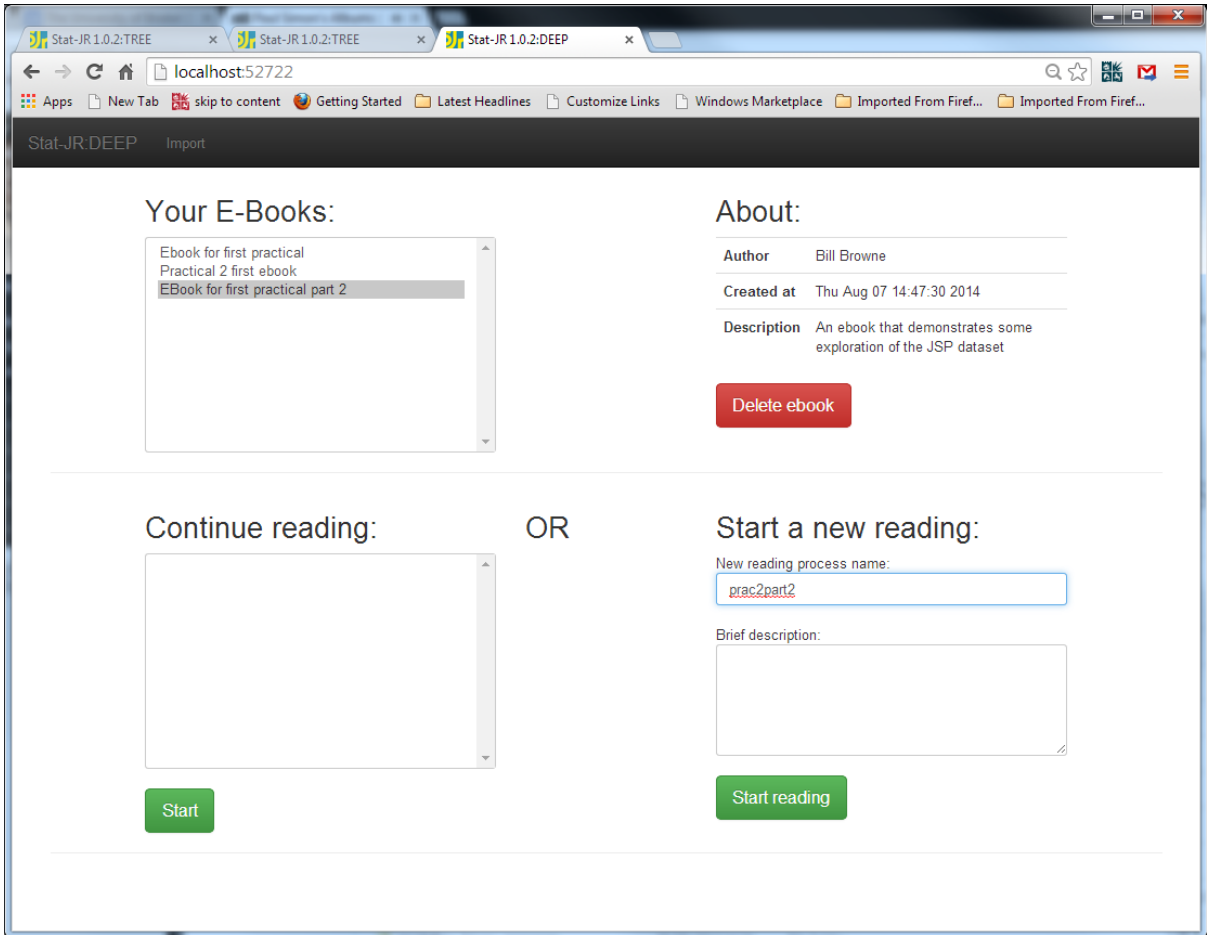 Stat-JR 1.0.2:TREE
Stat-JR 1.0.2:TREE
Stat-JR 1.0.2:DEEP
localhost:52722
Apps New Tab skip to content Getting Started Latest Headlines Customize Links Windows Marketplace Imported From Firef... Imported From Firef...
Stat-JR:DEEP Import
Your E-Books:
Ebook for first practical
Practical 2 first ebook
EBook for first practical part 2
About:
Author Bill Browne
Created at Thu Aug 07 14:47:30 2014
Description An ebook that demonstrates some
exploration of the JSP dataset
Delete ebook
Continue reading:
Start
OR
Start a new reading:
New reading process name:
prac2part2
Brief description:
Start reading